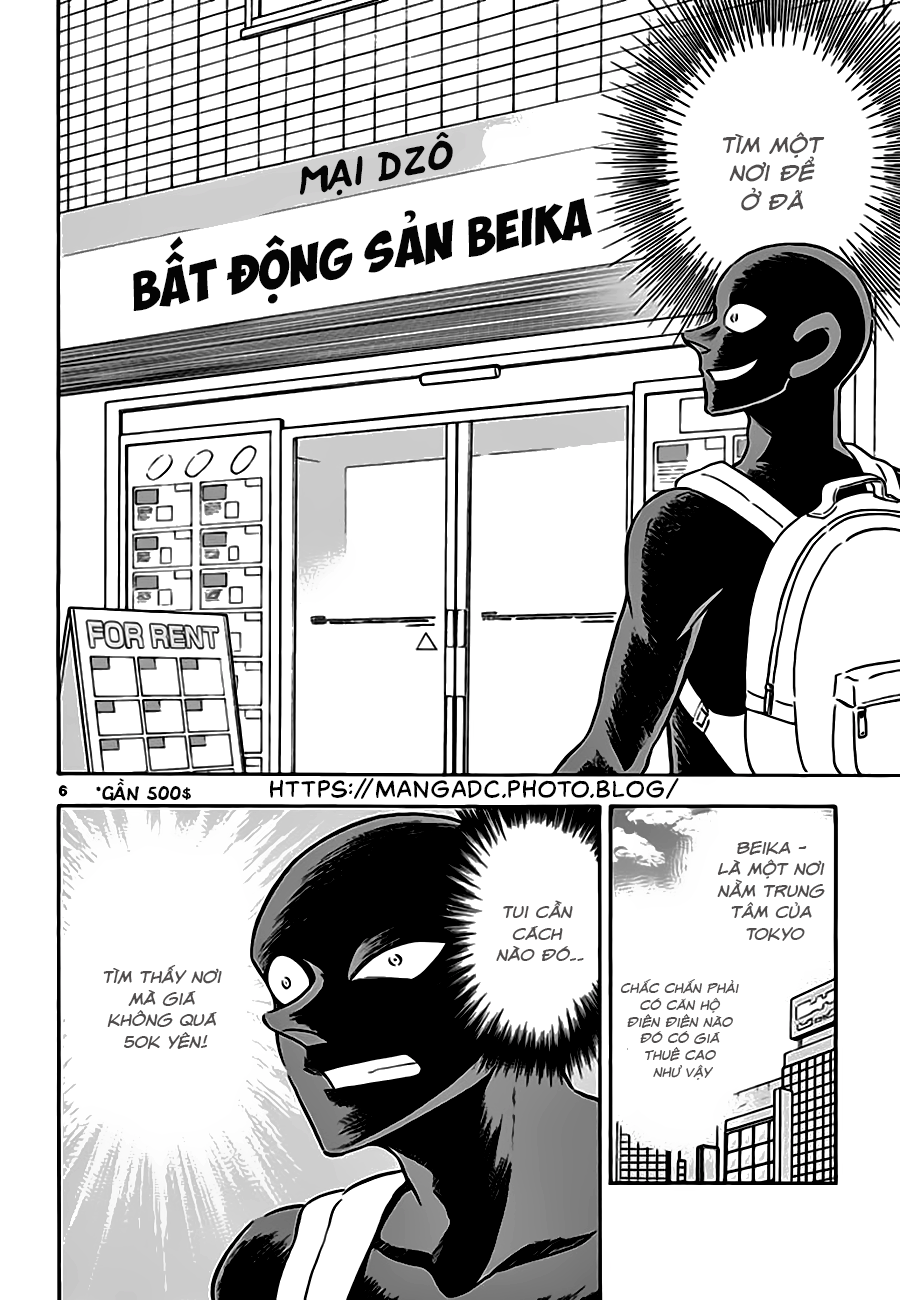 TÌM MỘT
NƠI ĐỂ
Ở ĐÃ
MẠI DZÔ
BẤT ĐỘNG SẢN BEIKA
FOR RENT
6
*GẦN 500$
HTTPS://MANGADC.PHOTO.BLOG/
BEIKA -
LÀ MỘT NƠI
NẰM TRUNG
TÂM CỦA
TOKYO
CHẮC CHẮN PHẢI
CÓ CĂN HỘ
ĐIÊN ĐIÊN NÀO
ĐÓ CÓ GIÁ
THUÊ CAO
NHƯ VẬY
TUI CẦN
CÁCH
NÀO ĐÓ...
TÌM THẤY NƠI
MÀ GIÁ
KHÔNG QUÁ
50K YÊN!